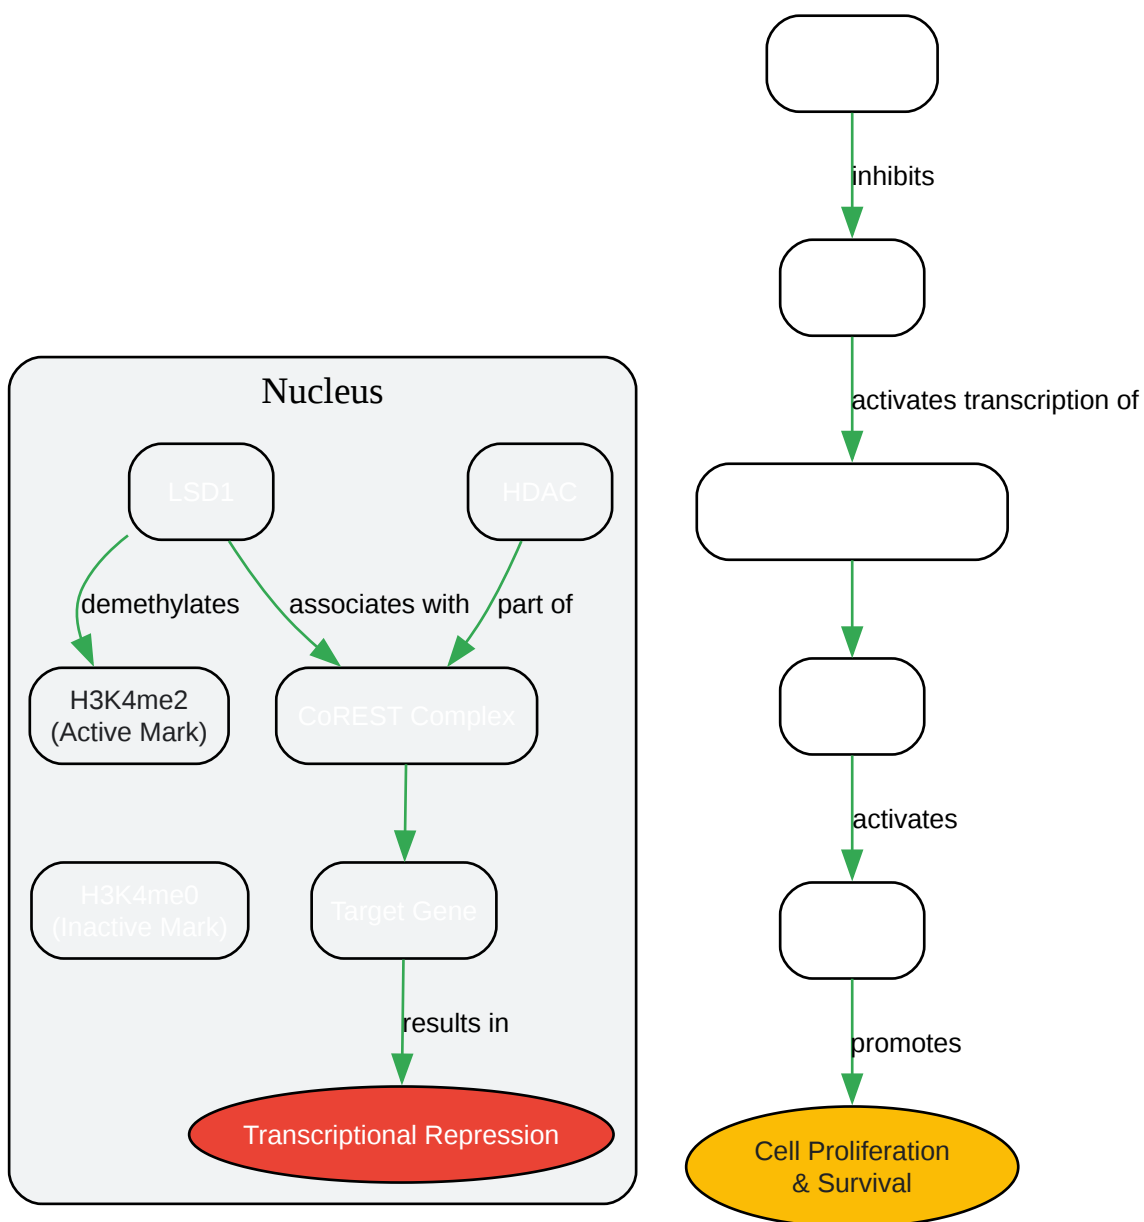 inhibits
activates transcription of
Nucleus
LSD1
HDAC
demethylates
associates with
part of
H3K4me2
(Active Mark)
CoREST Complex
activates
H3K4me0
(Inactive Mark)
Target Gene
results in
promotes
Transcriptional Repression
Cell Proliferation
& Survival